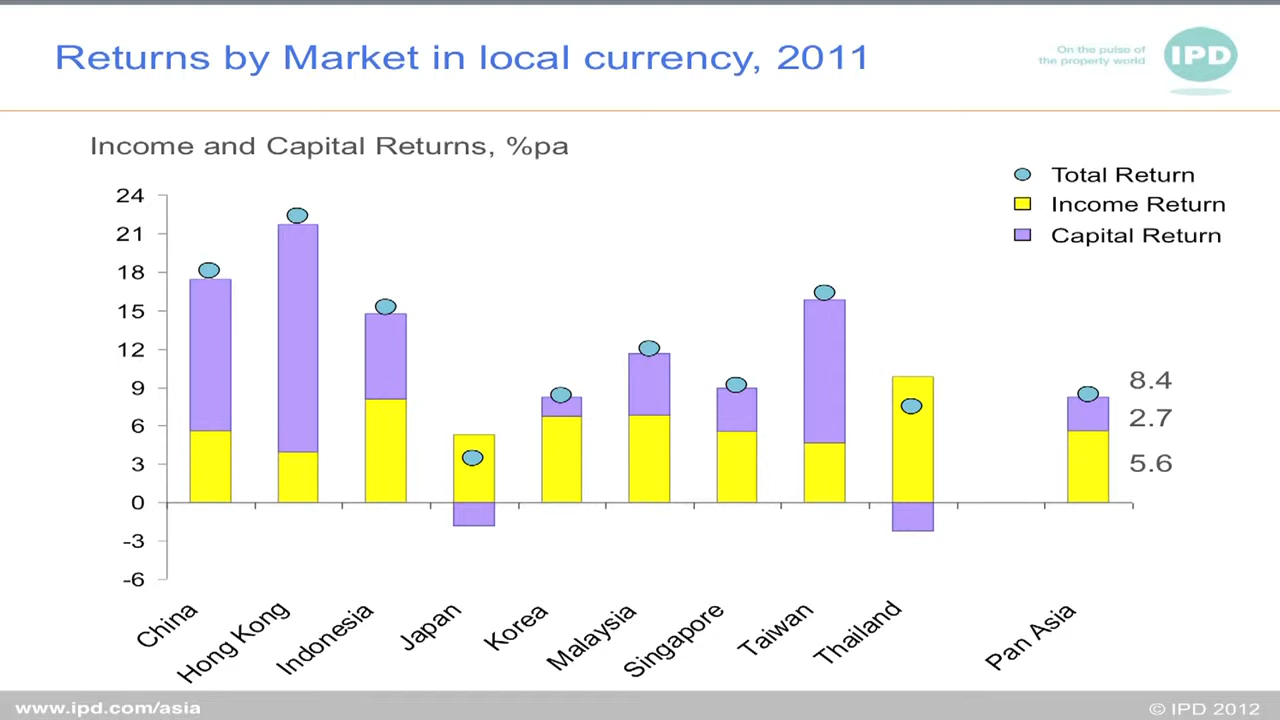 Returns by Market in local currency, 2011
On the pulse of
the property world
IPD
Income and Capital Returns, %pa
Total Return
Income Return
Capital Return
24
21
18
15
12
9
6
3
0
-3
-6
8.4
2.7
5.6
China
Hong Kong
Indonesia
Japan
Korea
Malaysia
Singapore
Taiwan
Thailand
Pan Asia
www.ipd.com/asia
© IPD 2012